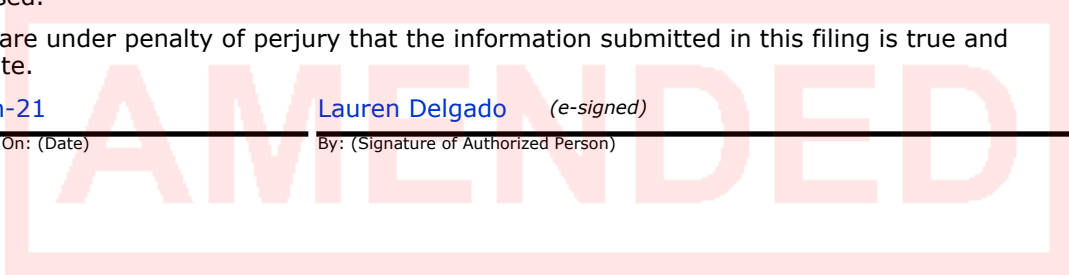 sed.
are under penalty of perjury that the information submitted in this filing is true and
te.
n-21 Lauren Delgado (e-signed)
On: (Date) By: (Signature of Authorized Person)
AMENDED